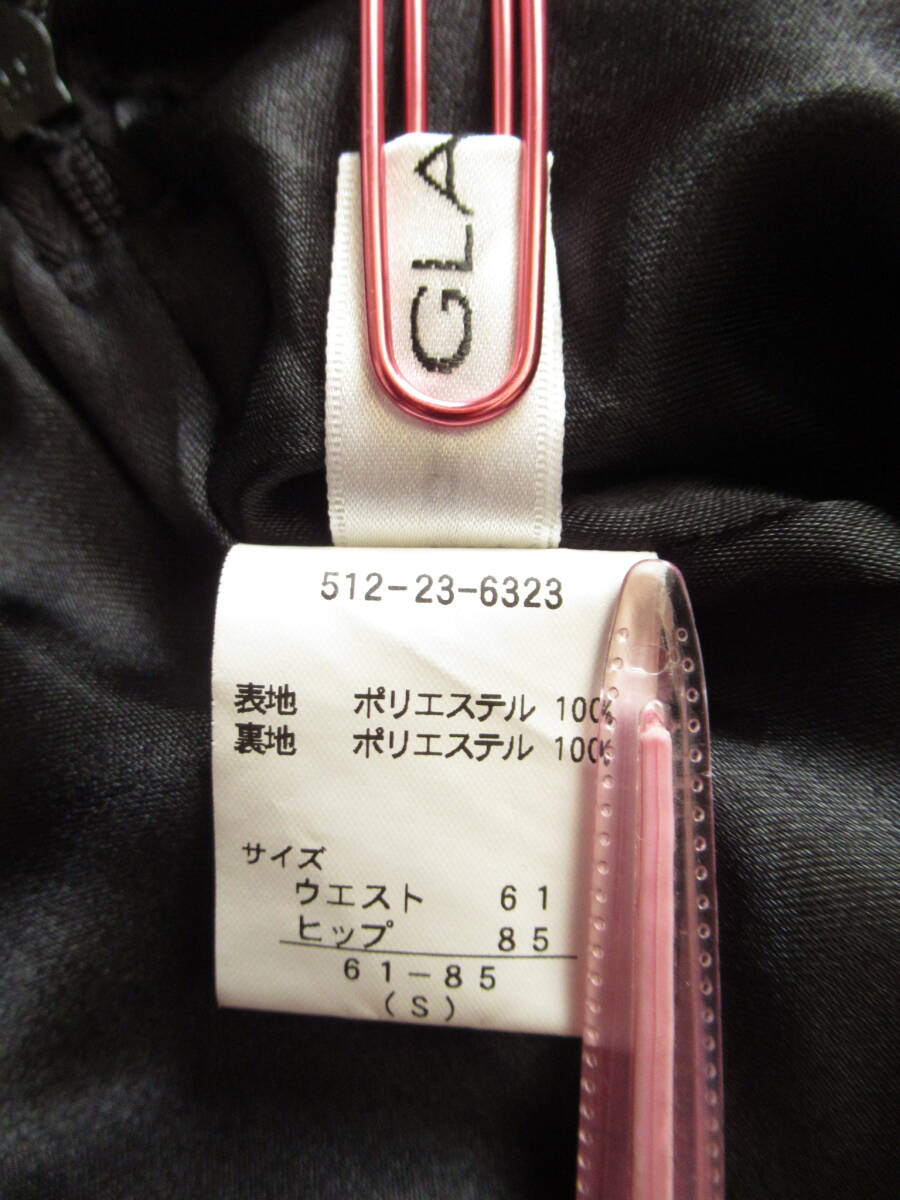 GLA
512-23-6323
表地 ポリエステル 100%
裏地 ポリエステル 100%
サイズ
ウエスト 61
ヒップ 85
61-85
(S)